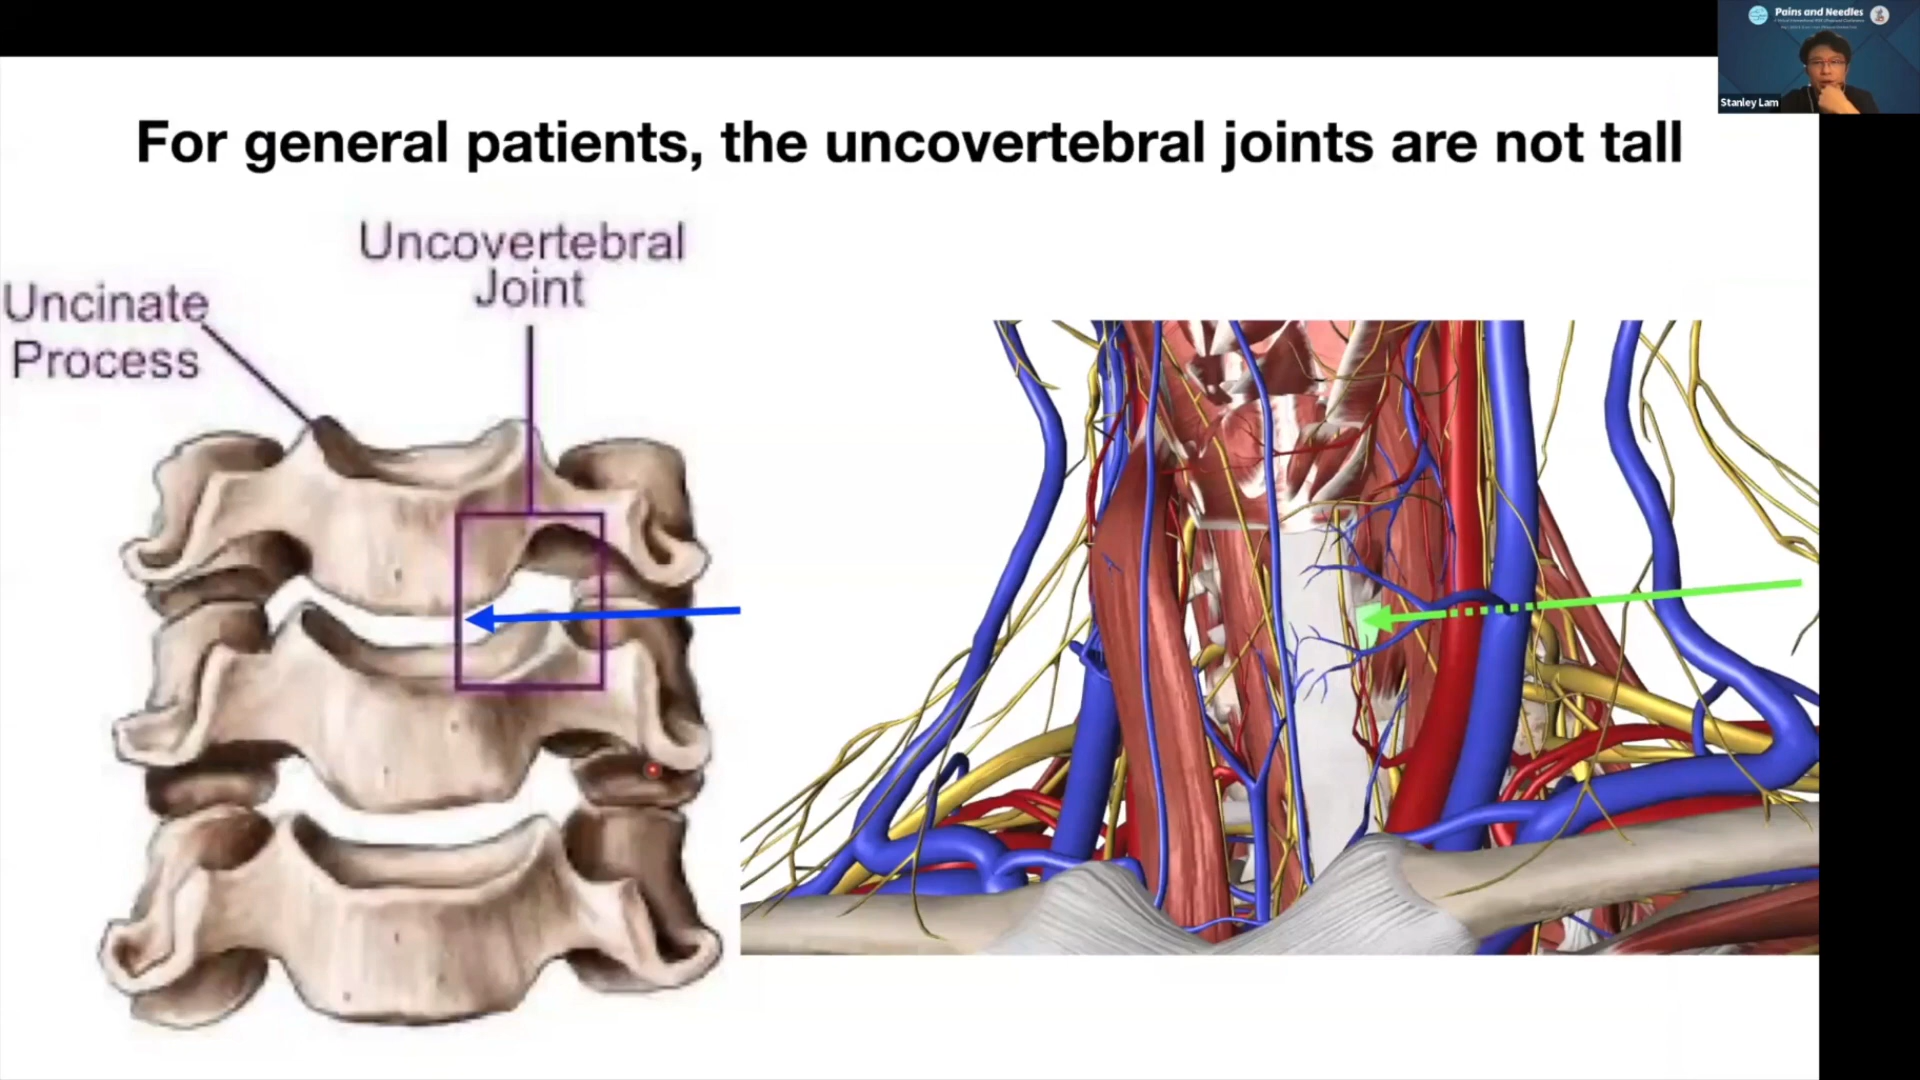 Pains and Needles
Stanley Lam
For general patients, the uncovertebral joints are not tall
Uncovertebral
Joint
Uncinate
Process